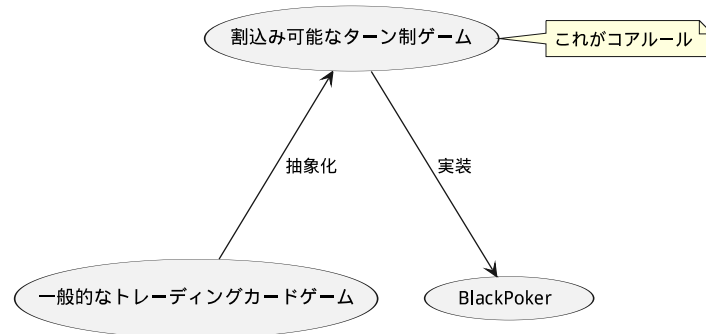 割込み可能なターン制ゲーム
これがコアルール
抽象化
実装
一般的なトレーディングカードゲーム
BlackPoker